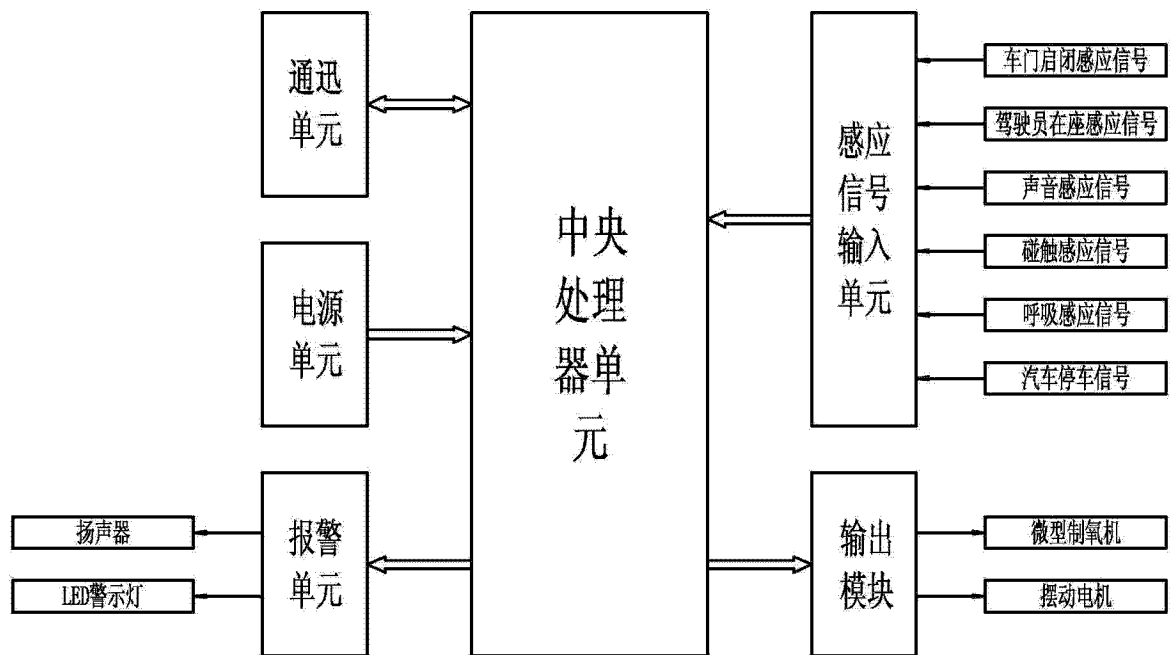 通迅
单元
电源
单元
报警
单元
扬声器
LED警示灯
中央
处理
器单
元
感应
信号
输入
单元
车门启闭感应信号
驾驶员在座感应信号
声音感应信号
碰触感应信号
呼吸感应信号
汽车停车信号
输出
模块
微型制氧机
摆动电机